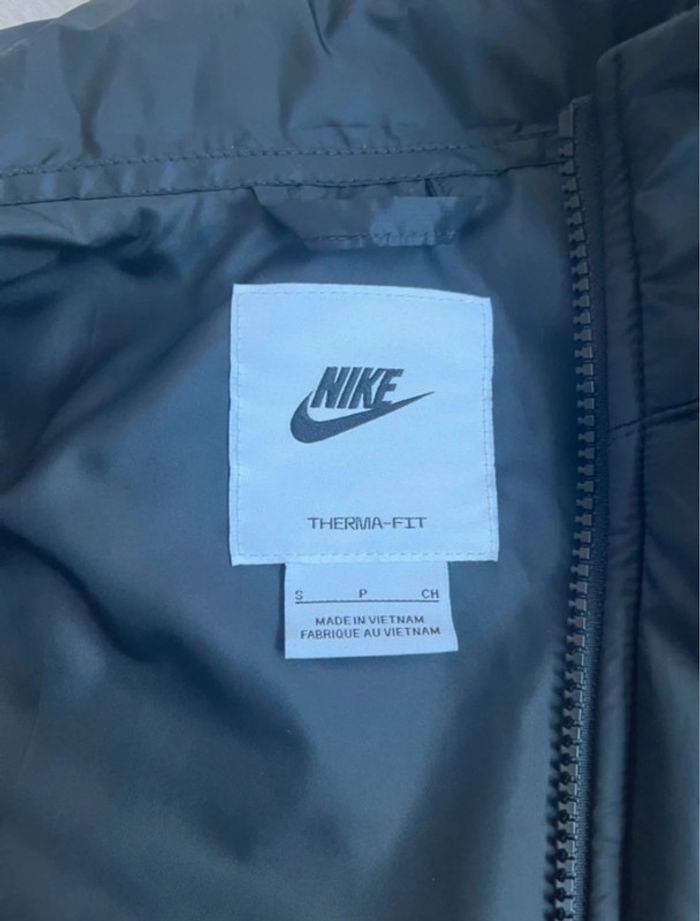 NIKE
THERMA-FIT
S P CH
MADE IN VIETNAM
FABRIQUE AU VIETNAM